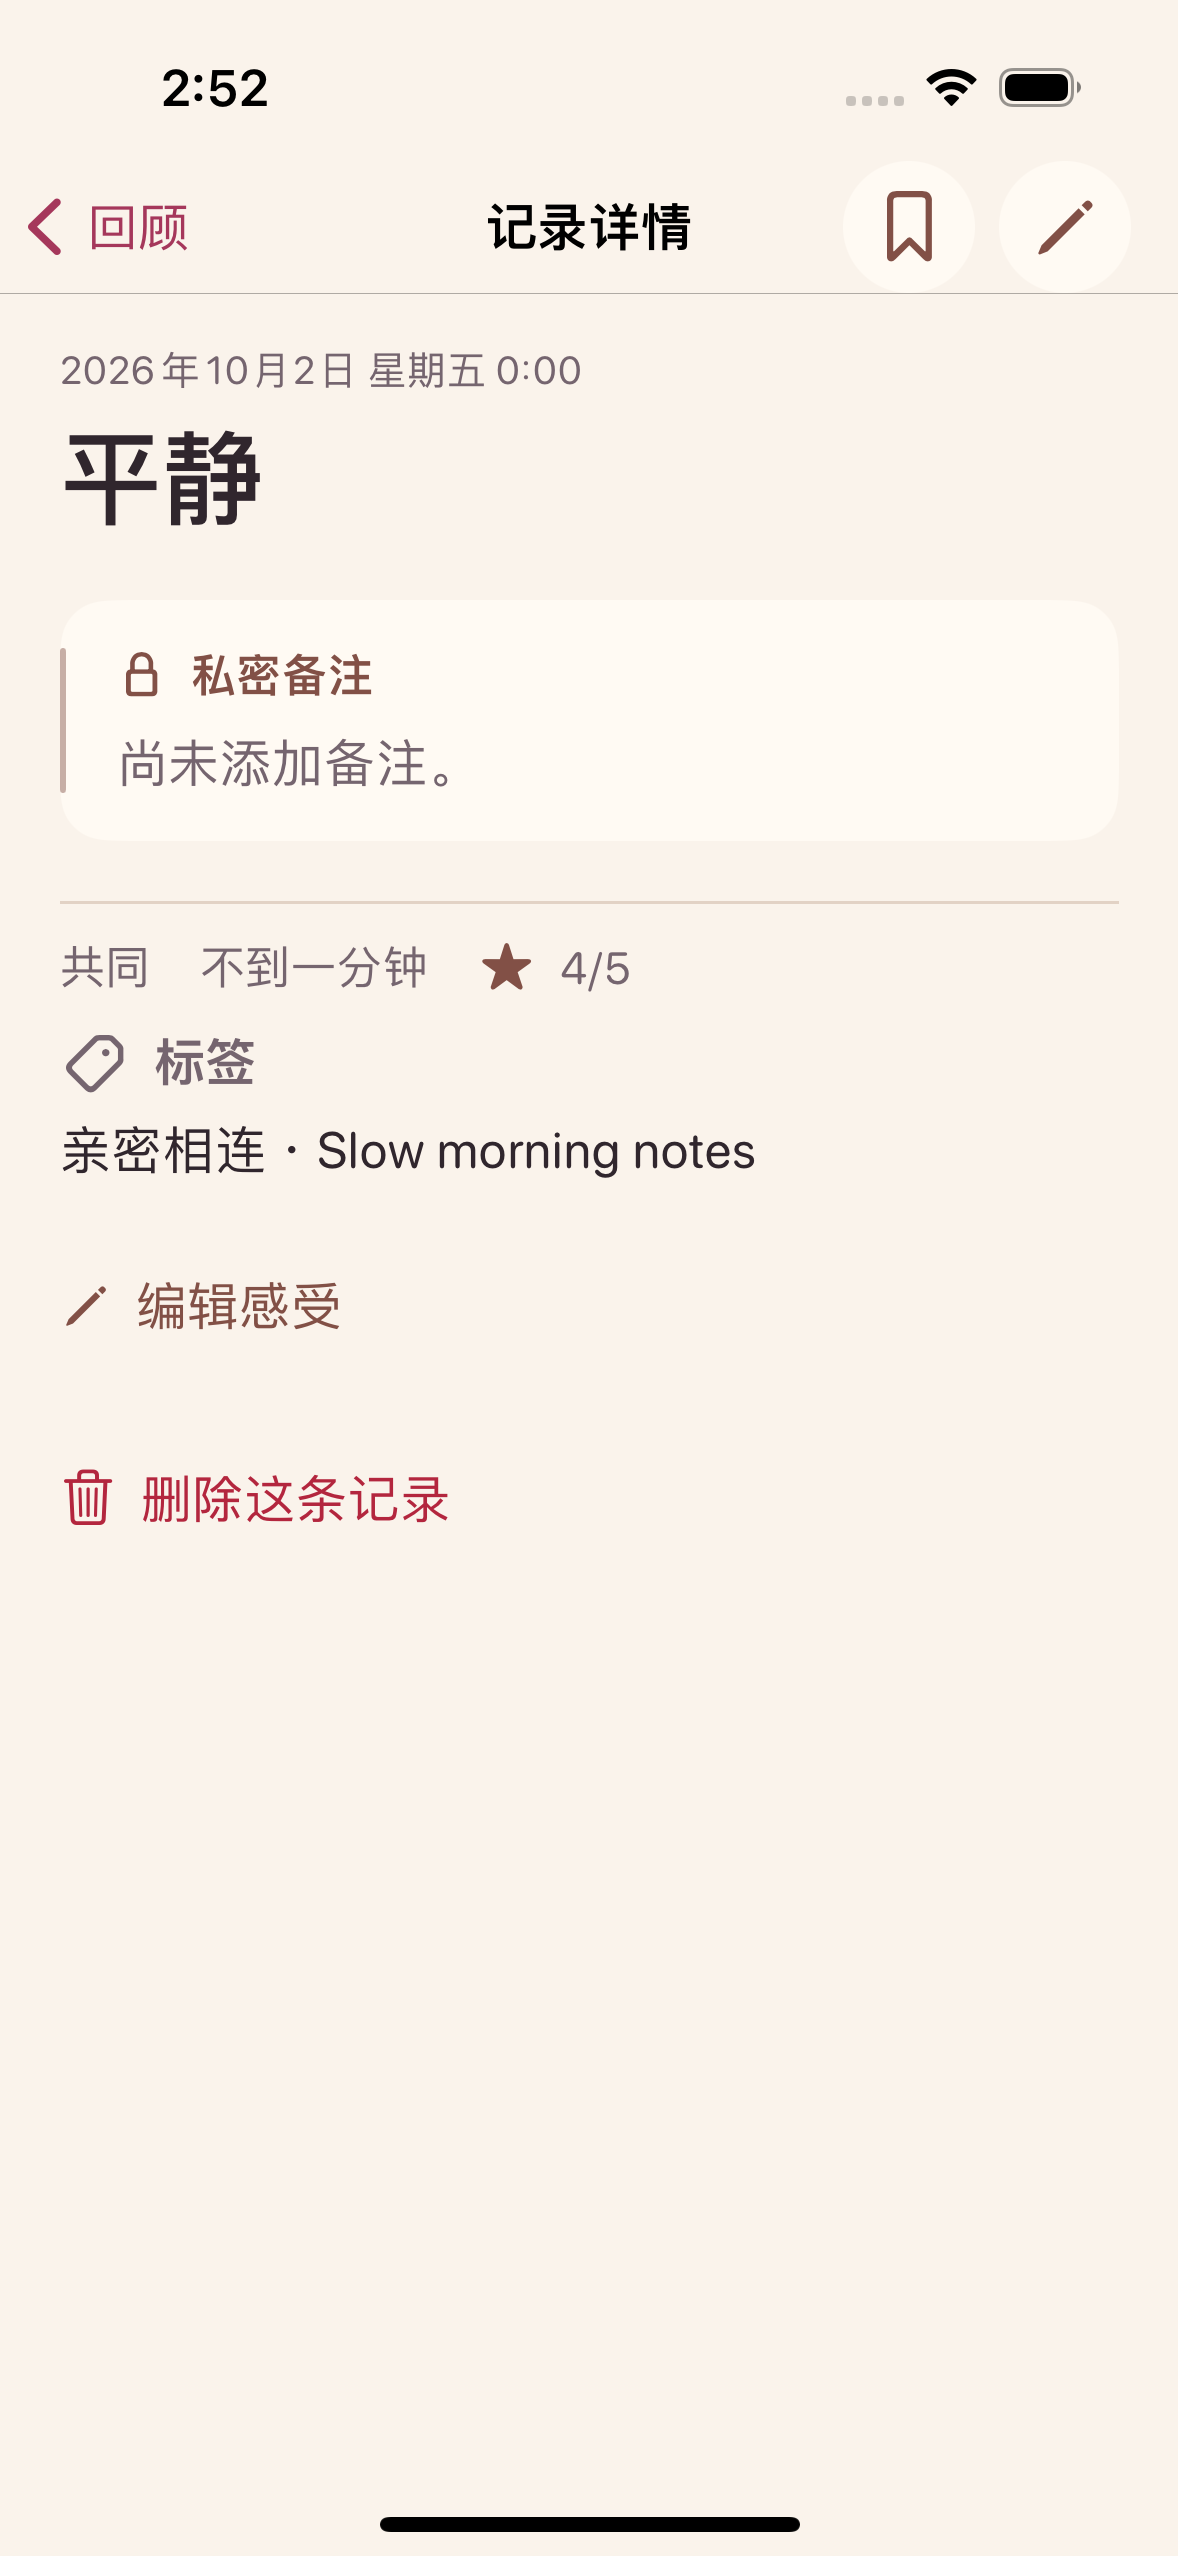 2:52
回顾
记录详情
2026年10月2日 星期五 0:00
平静
私密备注
尚未添加备注。
共同 不到一分钟 4/5
标签
亲密相连 · Slow morning notes
编辑感受
删除这条记录